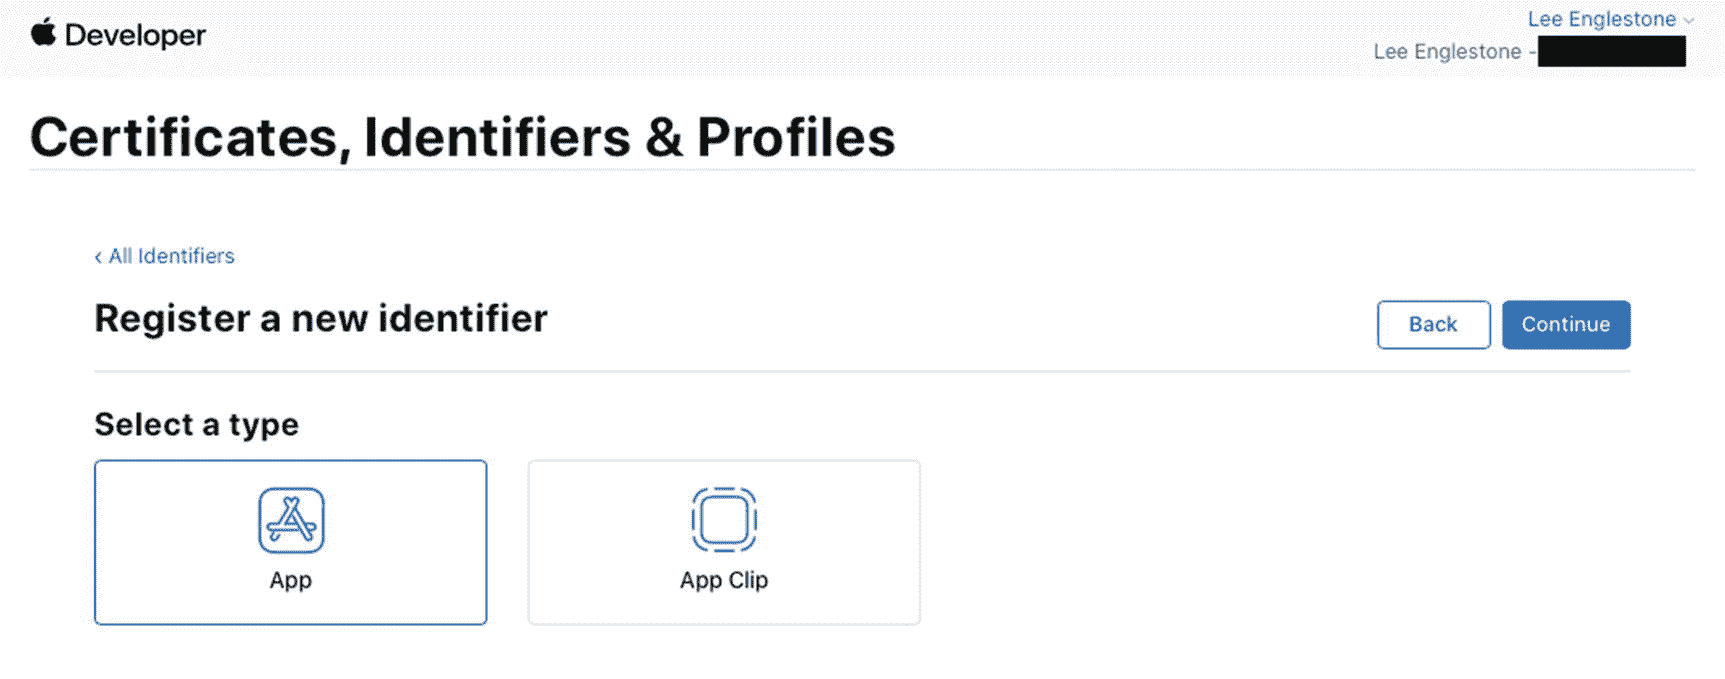 Developer
Lee Englestone
Lee Englestone -
Certificates, Identifiers & Profiles
‹ All Identifiers
Register a new identifier
Back
Continue
Select a type
App
App Clip